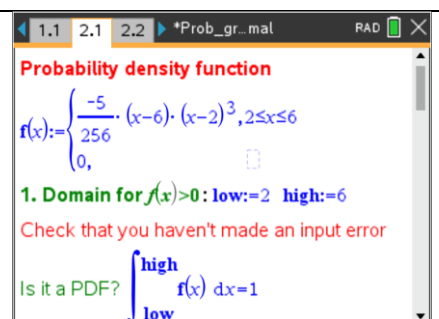 1.1 2.1 2.2 *Prob_gr...mal RAD
Probability density function
f(x):={ -5/256 · (x-6)· (x-2)^3, 2≤x≤6
0,
1. Domain for f(x)>0: low:=2 high:=6
Check that you haven't made an input error
Is it a PDF? ∫ high low f(x) dx=1